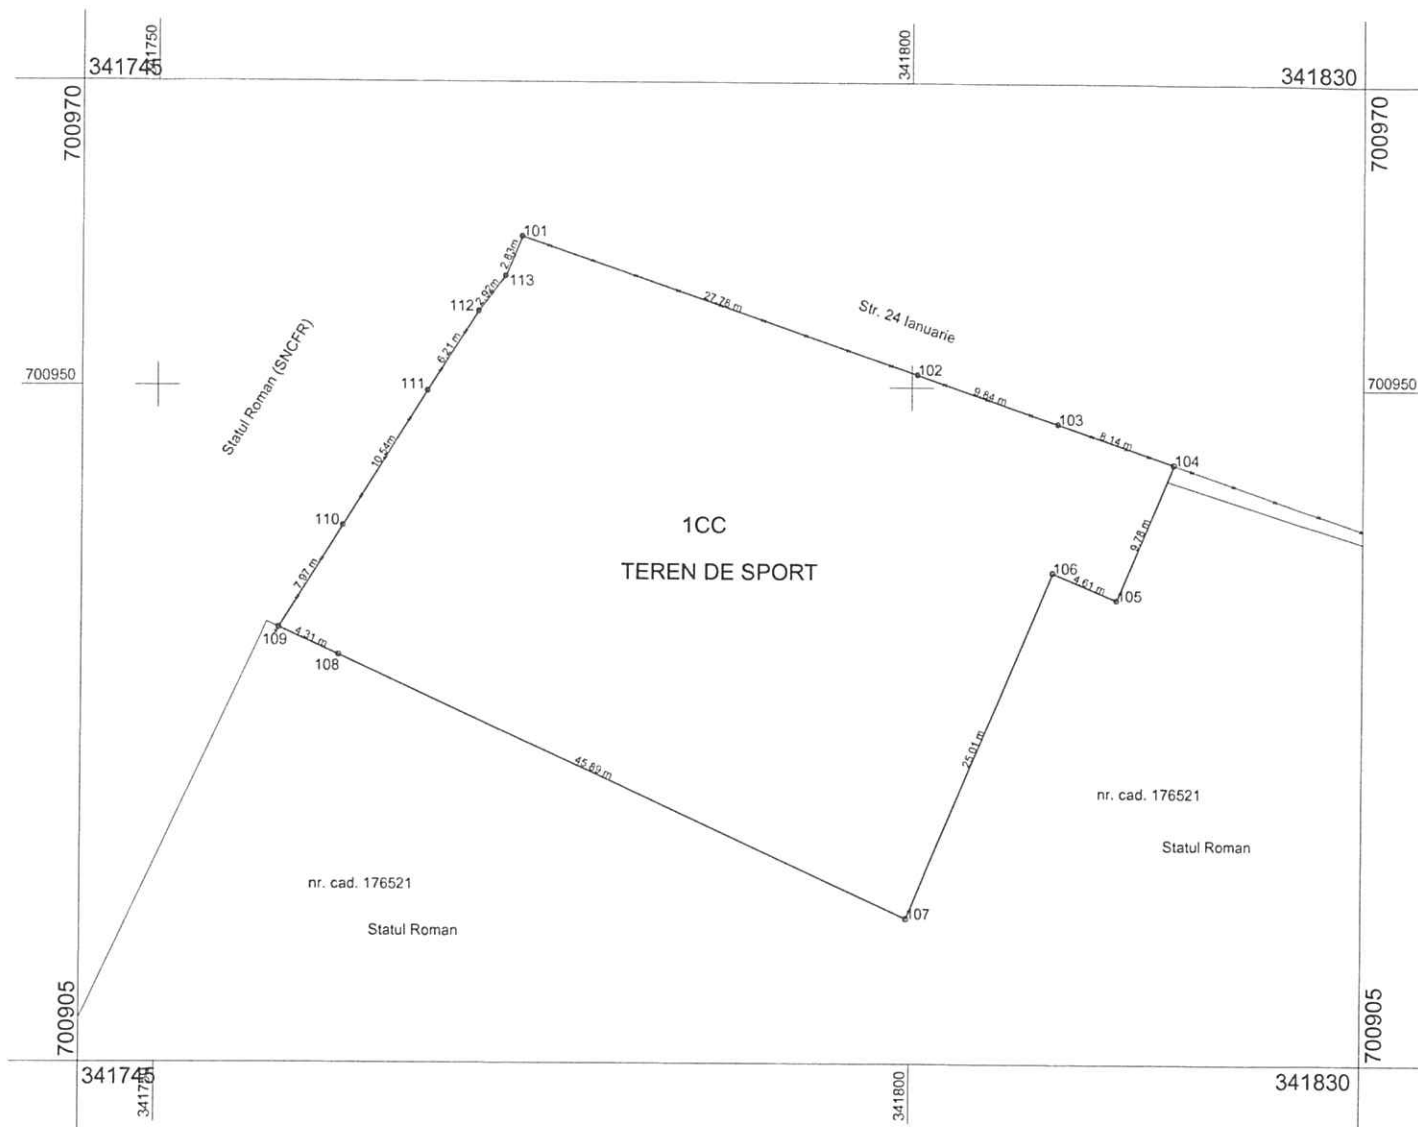 341750
341800
341745
341830
700970
700970
101
2.83m
113
2.92m
112
27.78 m
Str. 24 Ianuarie
6.21 m
Statul Roman (SNCFR)
700950
700950
102
111
9.84 m
103
8.14 m
10.54m
104
110
1CC
9.78 m
7.97 m
TEREN DE SPORT
106
4.61 m
105
109
4.31 m
108
25.01 m
45.89 m
nr. cad. 176521
Statul Roman
nr. cad. 176521
107
Statul Roman
700905
700905
341745
341830
341800